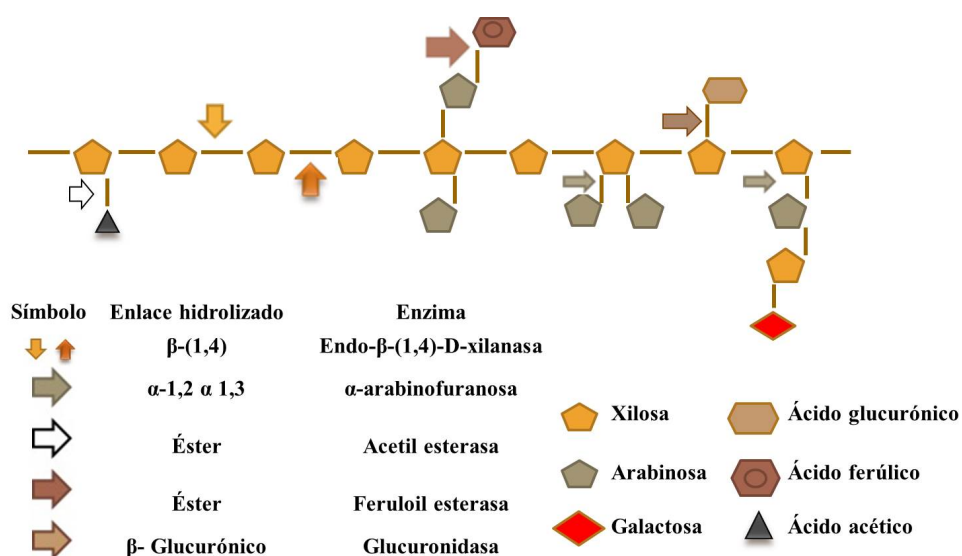 Símbolo Enlace hidrolizado Enzima
β-(1,4) Endo-β-(1,4)-D-xilanasa
α-1,2 α 1,3 α-arabinofuranosa
Éster Acetil esterasa
Éster Feruloil esterasa
β- Glucurónico Glucuronidasa
Xilosa Ácido glucurónico
Arabinosa Ácido ferúlico
Galactosa Ácido acético